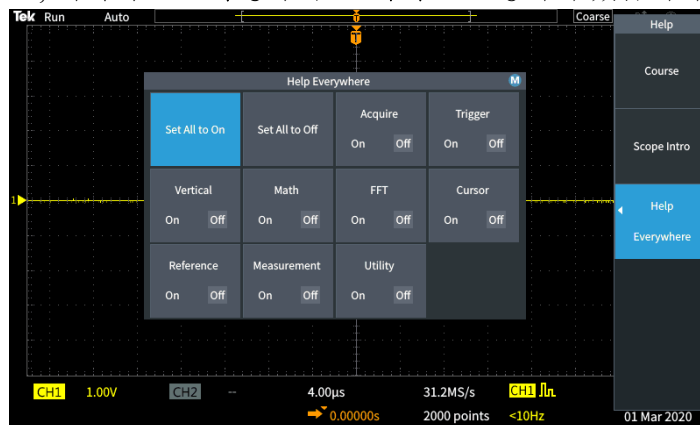 Tek Run Auto Coarse
Help
Help Everywhere M
Course
Set All to On Set All to Off Acquire Trigger
On Off On Off
Scope Intro
Vertical Math FFT Cursor
On Off On Off On Off On Off
Help
Everywhere
Reference Measurement Utility
On Off On Off On Off
1
CH1 1.00V CH2 -- 4.00µs 31.2MS/s CH1
0.00000s 2000 points <10Hz 01 Mar 2020